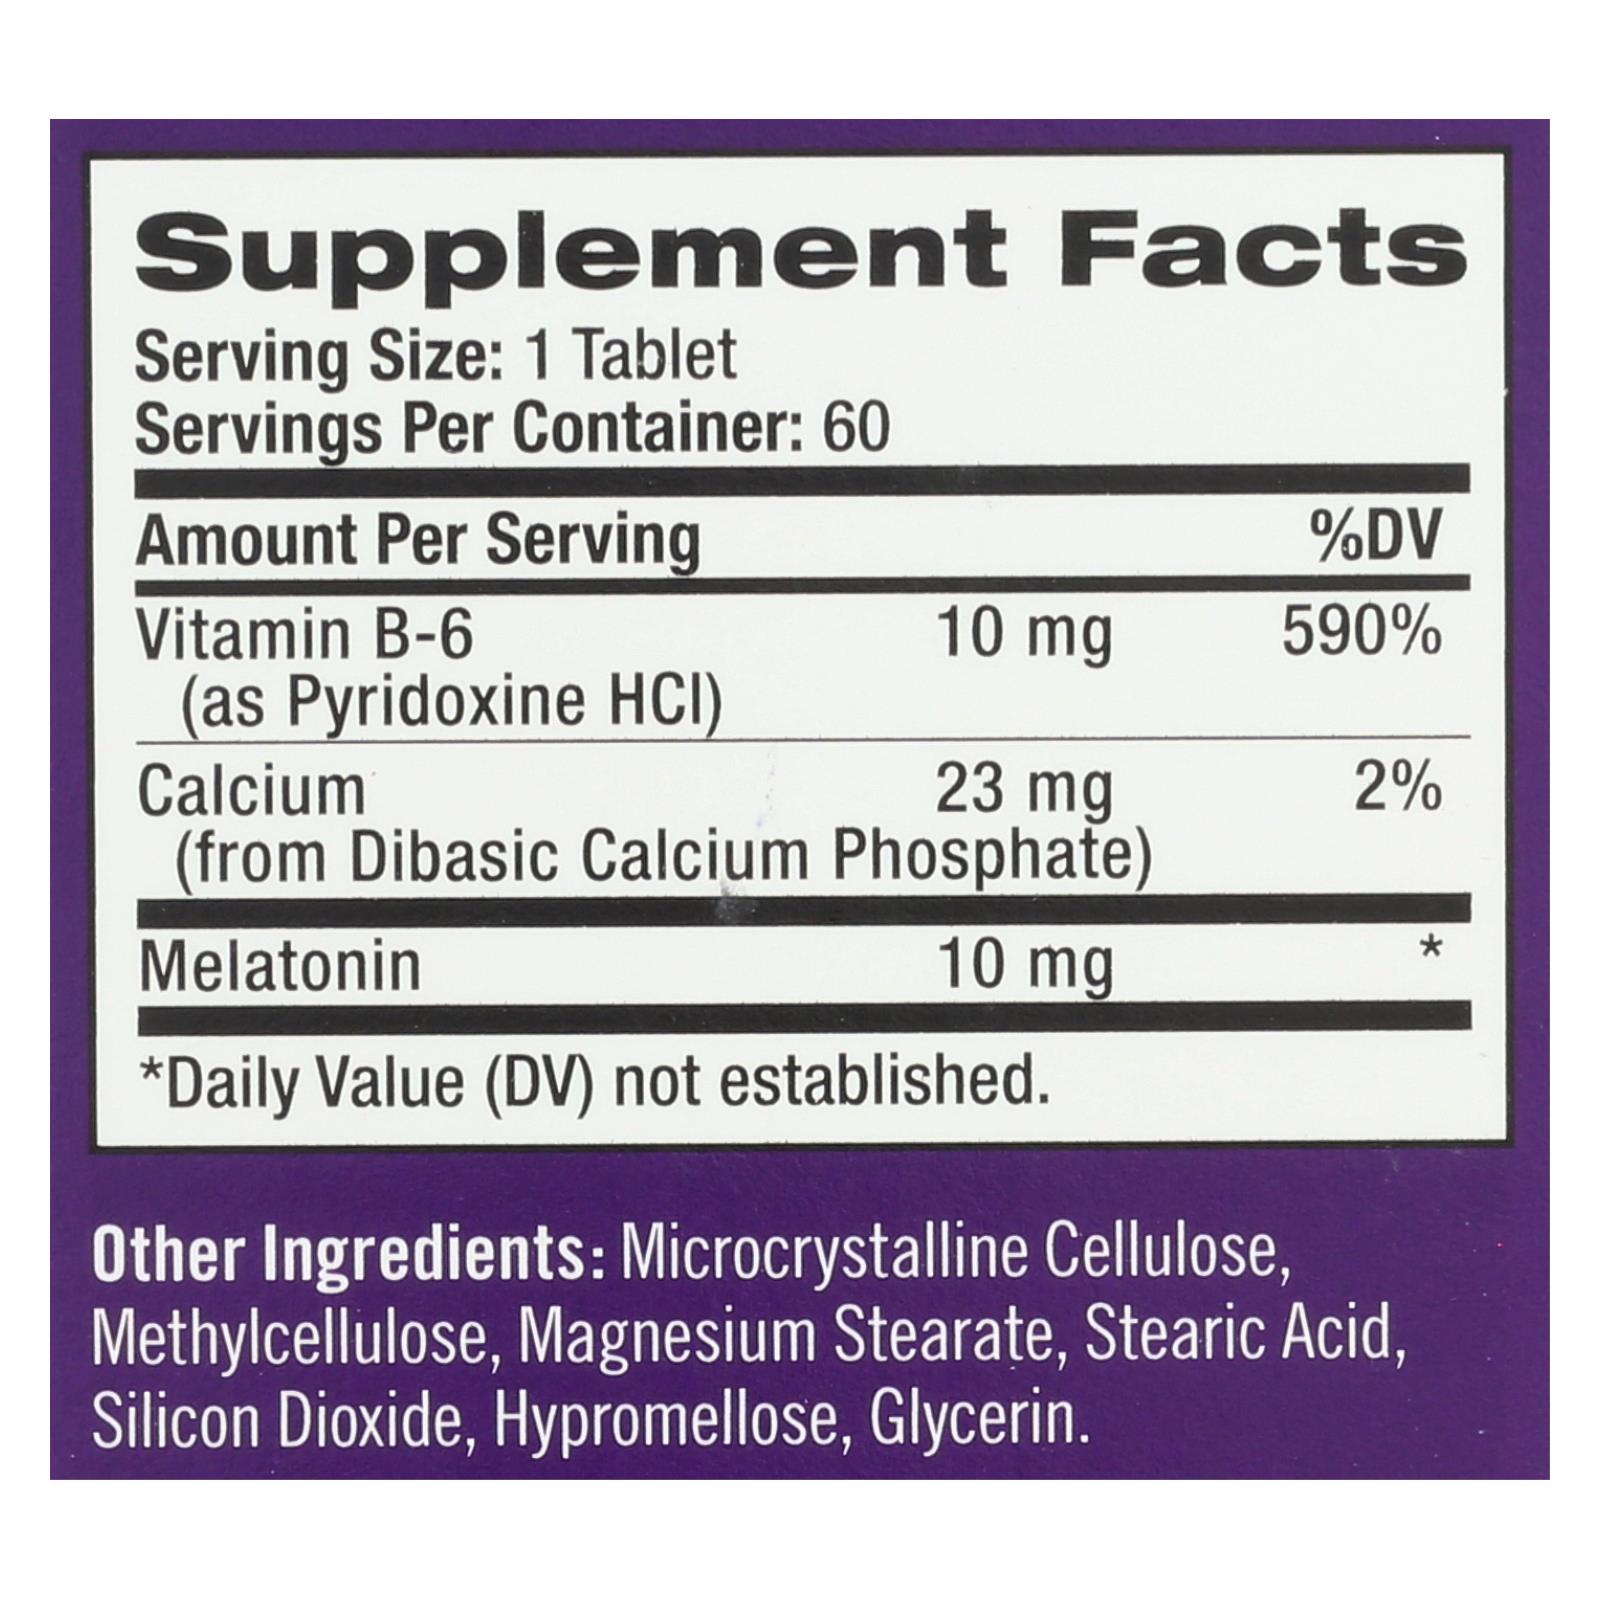 Supplement Facts
Serving Size: 1 Tablet
Servings Per Container: 60
Amount Per Serving %DV
Vitamin B-6 10 mg 590%
(as Pyridoxine HCl)
Calcium 23 mg 2%
(from Dibasic Calcium Phosphate)
Melatonin 10 mg *
*Daily Value (DV) not established.
Other Ingredients: Microcrystalline Cellulose,
Methylcellulose, Magnesium Stearate, Stearic Acid,
Silicon Dioxide, Hypromellose, Glycerin.